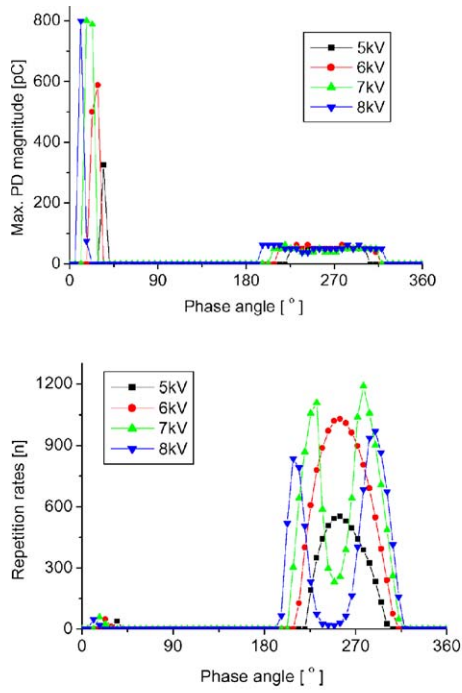 Max. PD magnitude [pC]
800
600
400
200
0
5kV
6kV
7kV
8kV
0
90
180
270
360
Phase angle [ ° ]
Repetition rates [n]
1200
900
600
300
0
5kV
6kV
7kV
8kV
0
90
180
270
360
Phase angle [ ° ]